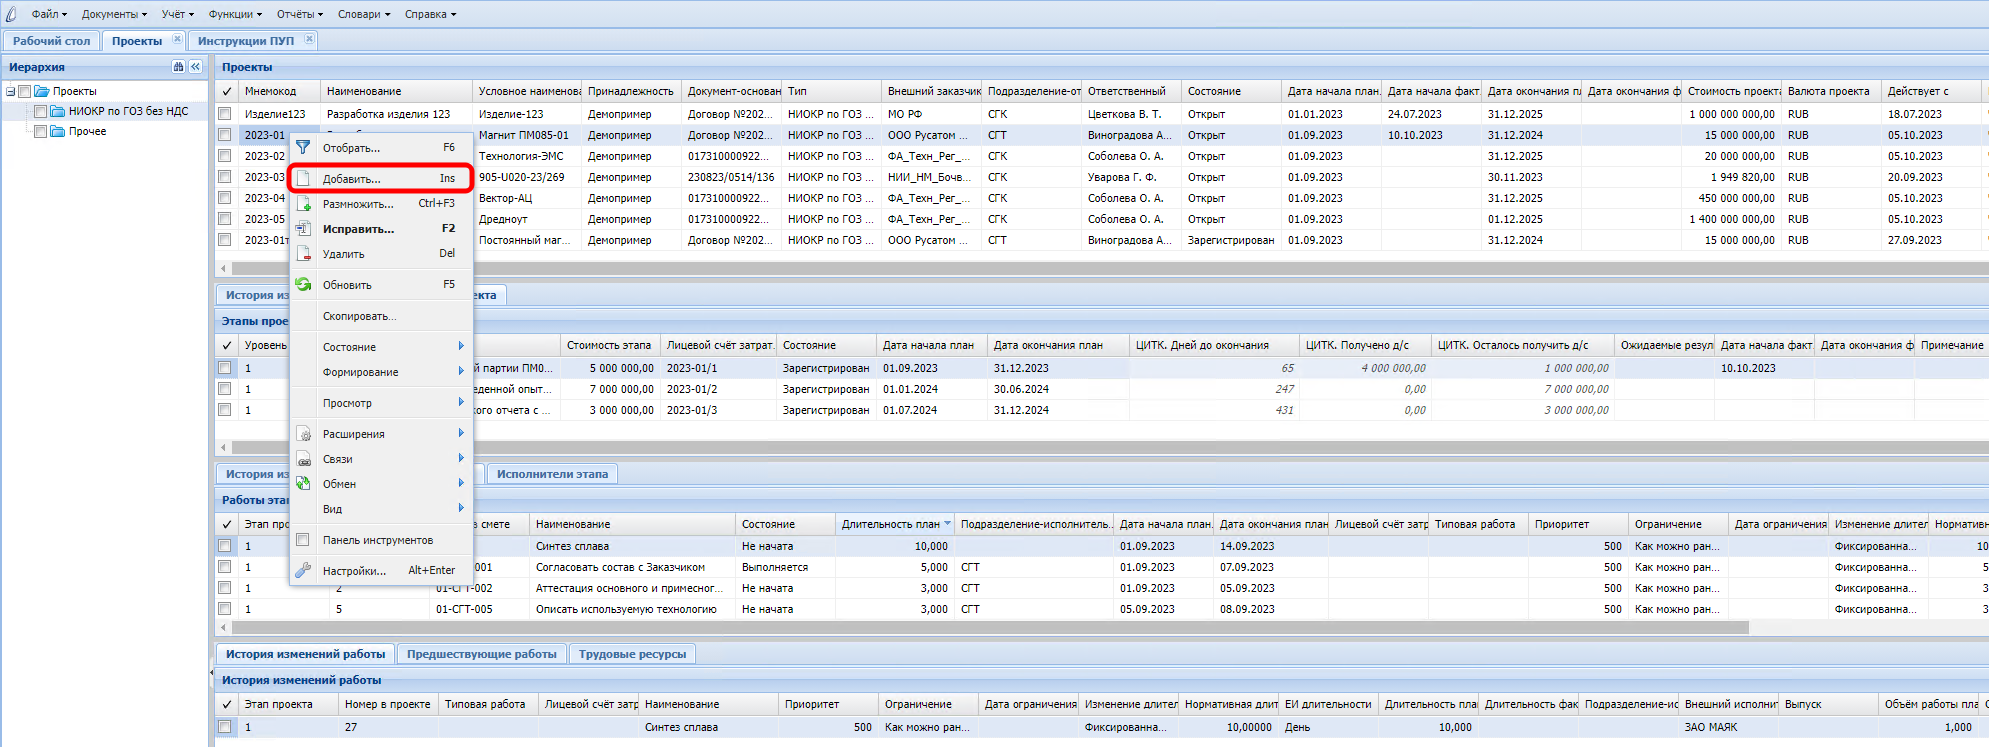 Файл Документы Учёт Функции Отчёты Словари Справка
Рабочий стол Проекты Инструкции ПУП
Иерархия
Проекты
НИОКР по ГОЗ без НДС
Прочее
Проекты
Мнемокод Наименование Условное наименова Принадлежность Документ-основан Тип Внешний заказчик Подразделение-от Ответственный Состояние Дата начала план. Дата начала факт. Дата окончания пл Дата окончания ф Стоимость проекта Валюта проекта Действует с
Изделие123 Разработка изделия 123 Изделие-123 Демопример Договор №202... НИОКР по ГОЗ ... МО РФ СГК Цветкова В. Т. Открыт 01.01.2023 24.07.2023 31.12.2025 1 000 000 000,00 RUB 18.07.2023
2023-01 Магнит ПМ085-01 Демопример Договор №202... НИОКР по ГОЗ ... ООО Русатом ... СГТ Виноградова А... Открыт 01.09.2023 10.10.2023 31.12.2024 15 000 000,00 RUB 05.10.2023
2023-02 Технология-ЭМС Демопример 017310000922... НИОКР по ГОЗ ... ФА_Техн_Рег_... СГК Соболева О. А. Открыт 01.09.2023 31.12.2025 20 000 000,00 RUB 05.10.2023
2023-03 905-U020-23/269 Демопример 230823/0514/136 НИОКР по ГОЗ ... НИИ_НМ_Бочв... СГК Уварова Г. Ф. Открыт 01.09.2023 30.11.2023 1 949 820,00 RUB 20.09.2023
2023-04 Вектор-АЦ Демопример 017310000922... НИОКР по ГОЗ ... ФА_Техн_Рег_... СГК Соболева О. А. Открыт 01.09.2023 31.12.2025 450 000 000,00 RUB 05.10.2023
2023-05 Дредноут Демопример 017310000922... НИОКР по ГОЗ ... ФА_Техн_Рег_... СГК Соболева О. А. Открыт 01.09.2023 01.12.2025 1 400 000 000,00 RUB 05.10.2023
2023-01т Постоянный маг... Демопример Договор №202... НИОКР по ГОЗ ... ООО Русатом ... СГТ Виноградова А... Зарегистрирован 01.09.2023 31.12.2024 15 000 000,00 RUB 27.09.2023
Отобрать... F6
Добавить... Ins
Размножить... Ctrl+F3
Исправить... F2
Удалить Del
Обновить F5
Скопировать...
Состояние
Формирование
Просмотр
Расширения
Связи
Обмен
Вид
Панель инструментов
Настройки... Alt+Enter
История из екта
Этапы прое
Уровень Стоимость этапа Лицевой счёт затрат. Состояние Дата начала план Дата окончания план ЦИТК. Дней до окончания ЦИТК. Получено д/с ЦИТК. Осталось получить д/с Ожидаемые резул Дата начала факт. Дата окончания ф Примечание
1 й партии ПМ0... 5 000 000,00 2023-01/1 Зарегистрирован 01.09.2023 31.12.2023 65 4 000 000,00 1 000 000,00 10.10.2023
1 еденной опыт... 7 000 000,00 2023-01/2 Зарегистрирован 01.01.2024 30.06.2024 247 0,00 7 000 000,00
1 кого отчета с ... 3 000 000,00 2023-01/3 Зарегистрирован 01.07.2024 31.12.2024 431 0,00 3 000 000,00
История из Исполнители этапа
Работы этап
Этап про в смете Наименование Состояние Длительность план Подразделение-исполнитель.. Дата начала план. Дата окончания план Лицевой счёт затр Типовая работа Приоритет Ограничение Дата ограничения Изменение длител Нормативн
1 Синтез сплава Не начата 10,000 01.09.2023 14.09.2023 500 Как можно ран... Фиксированна... 10
1 001 Согласовать состав с Заказчиком Выполняется 5,000 СГТ 01.09.2023 07.09.2023 500 Как можно ран... Фиксированна... 5
1 2 01-СГТ-002 Аттестация основного и примесног... Не начата 3,000 СГТ 01.09.2023 05.09.2023 500 Как можно ран... Фиксированна... 3
1 5 01-СГТ-005 Описать используемую технологию Не начата 3,000 СГТ 05.09.2023 08.09.2023 500 Как можно ран... Фиксированна... 3
История изменений работы Предшествующие работы Трудовые ресурсы
История изменений работы
Этап проекта Номер в проекте Типовая работа Лицевой счёт затр Наименование Приоритет Ограничение Дата ограничения Изменение длител Нормативная длит ЕИ длительности Длительность пла Длительность фак Подразделение-ис Внешний исполнит Выпуск Объём работы пла
1 27 Синтез сплава 500 Как можно ран... Фиксированна... 10,00000 День 10,000 ЗАО МАЯК 1,000